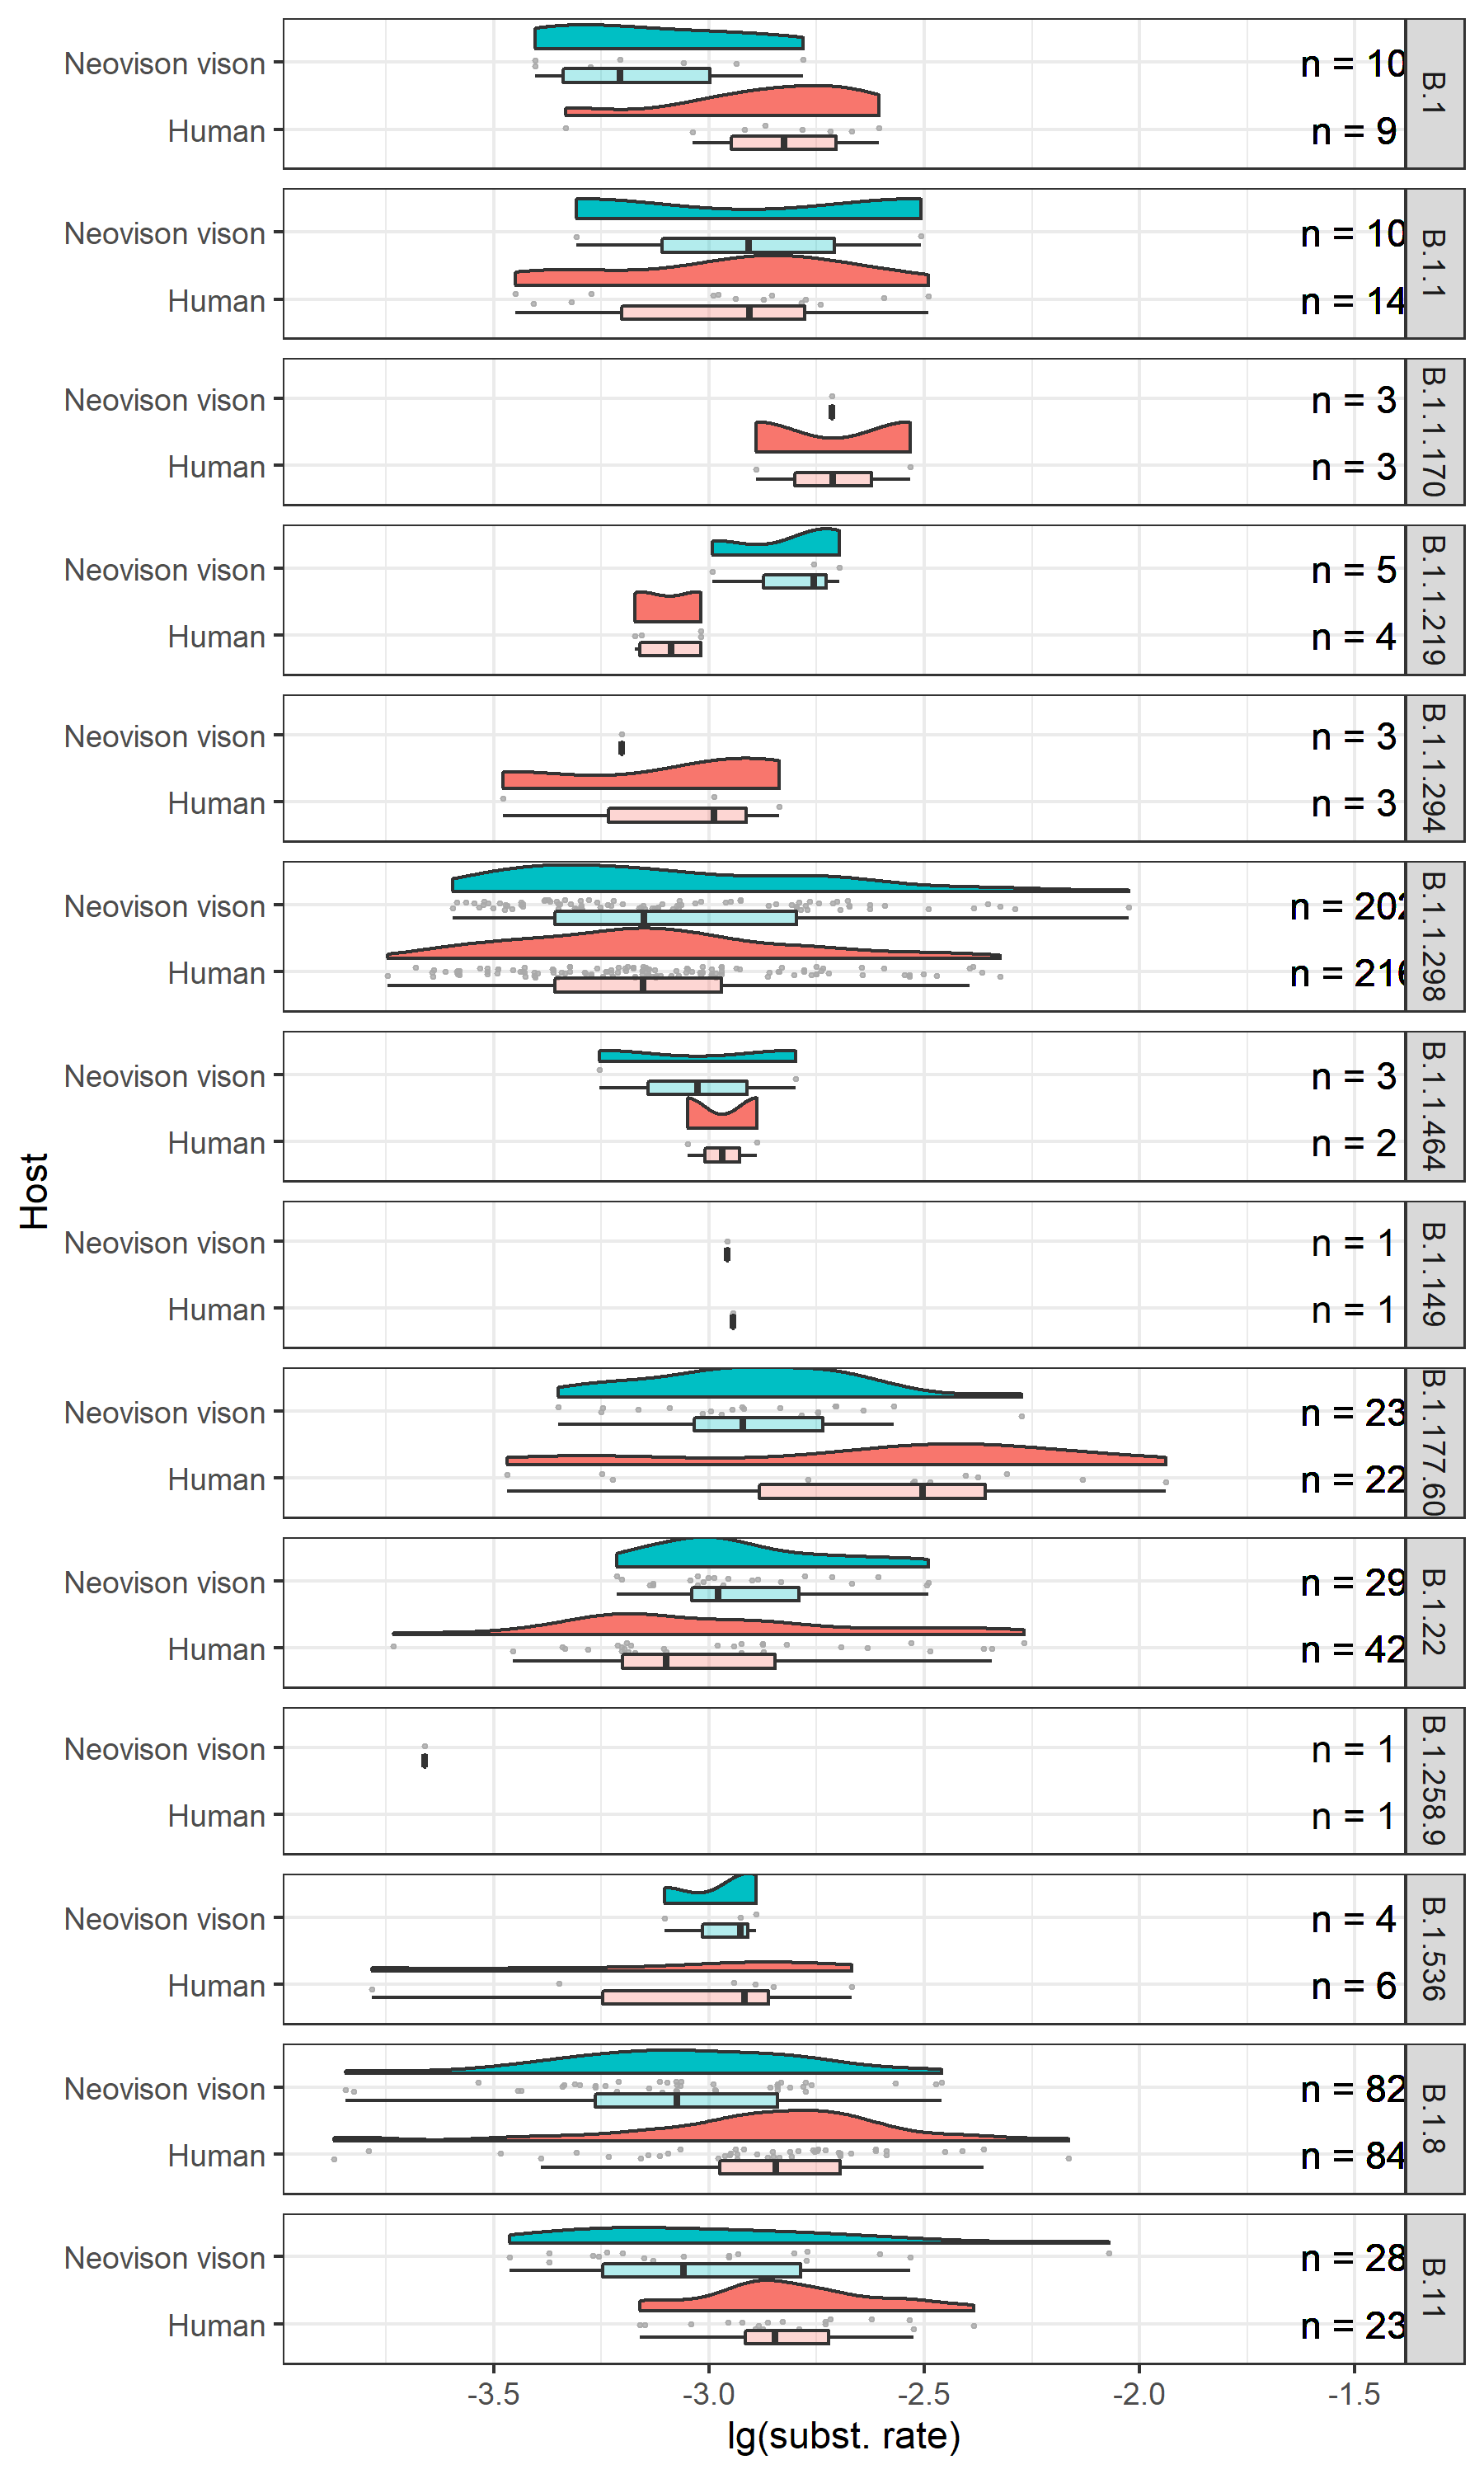 Neovison vison n = 10
Human n = 9
B.1
Neovison vison n = 10
Human n = 14
B.1.1
Neovison vison n = 3
Human n = 3
B.1.1.170
Neovison vison n = 5
Human n = 4
B.1.1.219
Neovison vison n = 3
Human n = 3
B.1.1.294
Neovison vison n = 202
Human n = 216
B.1.1.298
Neovison vison n = 3
Human n = 2
B.1.1.464
Neovison vison n = 1
Human n = 1
B.1.149
Neovison vison n = 23
Human n = 22
B.1.177.60
Neovison vison n = 29
Human n = 42
B.1.22
Neovison vison n = 1
Human n = 1
B.1.258.9
Neovison vison n = 4
Human n = 6
B.1.536
Neovison vison n = 82
Human n = 84
B.1.8
Neovison vison n = 28
Human n = 23
B.11
Host
-3.5 -3.0 -2.5 -2.0 -1.5
lg(subst. rate)